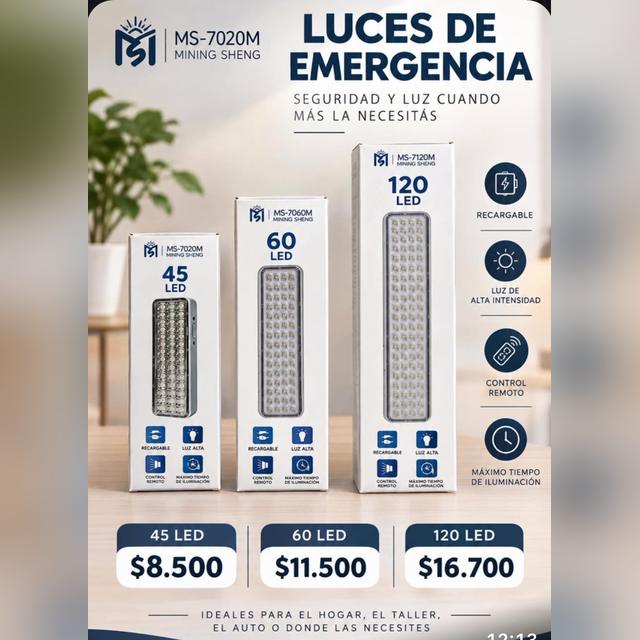 MS-7020M
MINING SHENG
LUCES DE
EMERGENCIA
SEGURIDAD Y LUZ CUANDO
MÁS LA NECESITÁS
MS-7020M
MINING SHENG
45
LED
RECARGABLE
LUZ ALTA
CONTROL
REMOTO
MÁXIMO TIEMPO
DE ILUMINACIÓN
MS-7060M
MINING SHENG
60
LED
RECARGABLE
LUZ ALTA
CONTROL
REMOTO
MÁXIMO TIEMPO
DE ILUMINACIÓN
MS-7120M
MINING SHENG
120
LED
RECARGABLE
LUZ ALTA
CONTROL
REMOTO
MÁXIMO TIEMPO
DE ILUMINACIÓN
RECARGABLE
LUZ DE
ALTA INTENSIDAD
CONTROL
REMOTO
MÁXIMO TIEMPO
DE ILUMINACIÓN
45 LED
$8.500
60 LED
$11.500
120 LED
$16.700
IDEALES PARA EL HOGAR, EL TALLER,
EL AUTO O DONDE LAS NECESITES